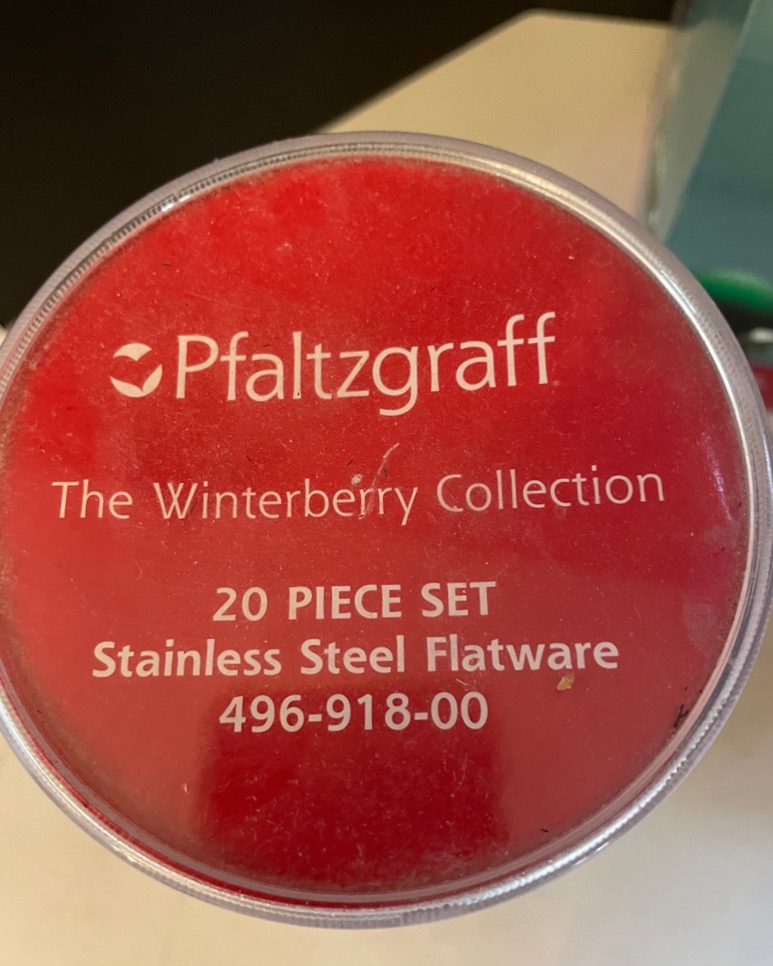 Pfaltzgraff
The Winterberry Collection
20 PIECE SET
Stainless Steel Flatware
496-918-00